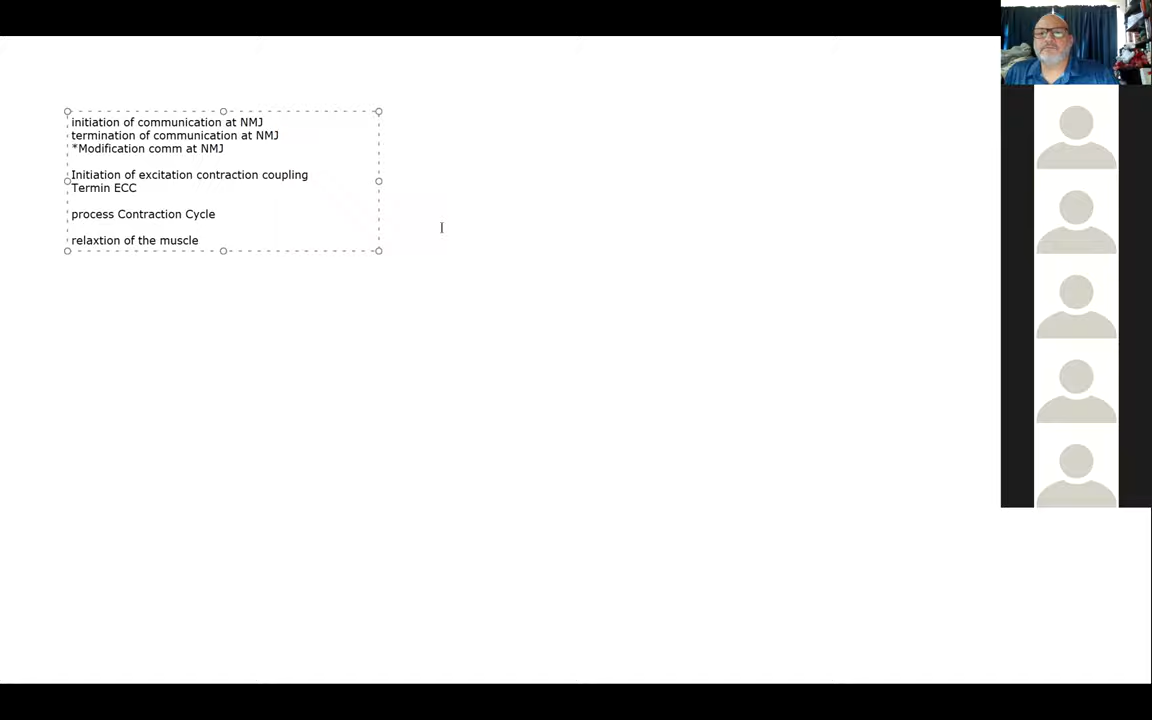 initiation of communication at NMJ
termination of communication at NMJ
*Modification comm at NMJ
Initiation of excitation contraction coupling
Termin ECC
process Contraction Cycle
relaxtion of the muscle